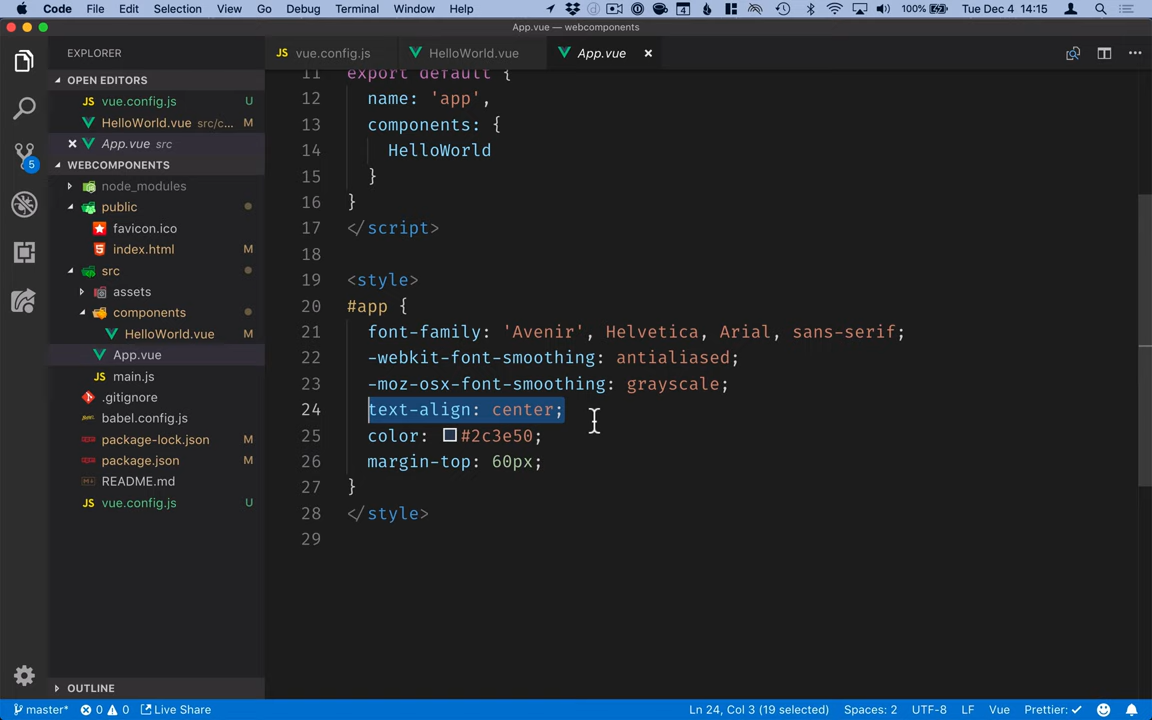 Code File Edit Selection View Go Debug Terminal Window Help 4 100% Tue Dec 4 14:15
App.vue — webcomponents
EXPLORER
JS vue.config.js HelloWorld.vue App.vue ×
OPEN EDITORS
JS vue.config.js U
HelloWorld.vue src/c... M
× App.vue src
5
WEBCOMPONENTS
node_modules
public
favicon.ico
index.html M
src
assets
components
HelloWorld.vue M
App.vue
main.js
.gitignore
babel.config.js
package-lock.json M
package.json M
README.md
JS vue.config.js U
OUTLINE
11 export default {
12 name: 'app',
13 components: {
14 HelloWorld
15 }
16 }
17 </script>
18
19 <style>
20 #app {
21 font-family: 'Avenir', Helvetica, Arial, sans-serif;
22 -webkit-font-smoothing: antialiased;
23 -moz-osx-font-smoothing: grayscale;
24 text-align: center;
25 color: #2c3e50;
26 margin-top: 60px;
27 }
28 </style>
29
master* 0 0 Live Share Ln 24, Col 3 (19 selected) Spaces: 2 UTF-8 LF Vue Prettier: ✓